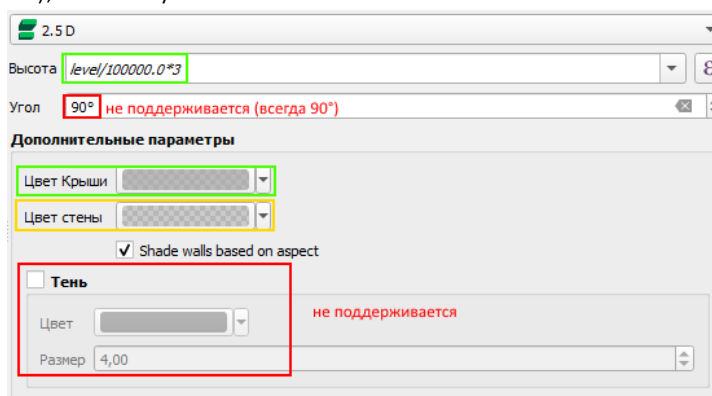 2.5 D
Высота level/100000.0*3 ε
Угол 90° не поддерживается (всегда 90°)
Дополнительные параметры
Цвет Крыши
Цвет стены
Shade walls based on aspect
Тень
Цвет не поддерживается
Размер 4,00